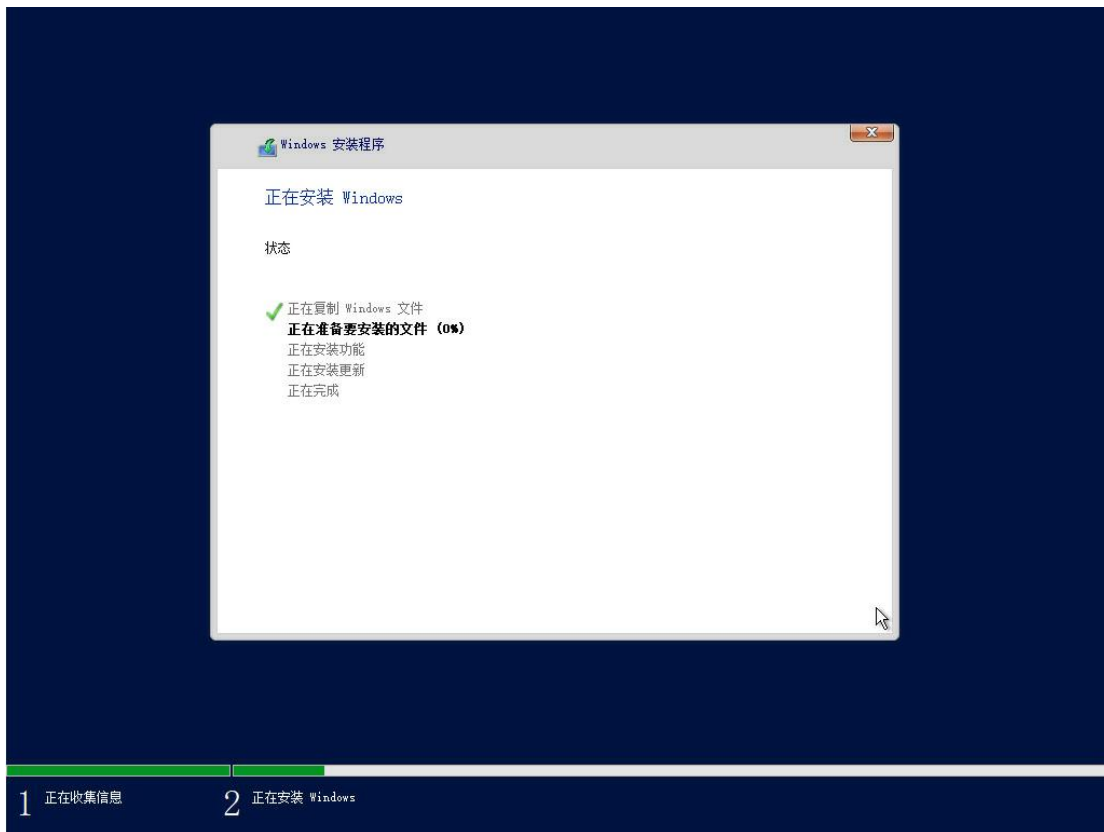 Windows 安装程序
正在安装 Windows
状态
正在复制 Windows 文件
正在准备要安装的文件 (0%)
正在安装功能
正在安装更新
正在完成
1 正在收集信息
2 正在安装 Windows